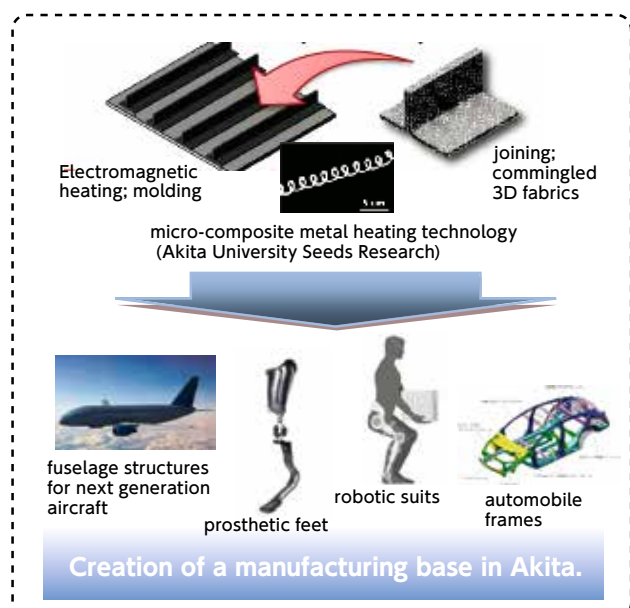 Electromagnetic
heating; molding
joining;
commingled
3D fabrics
micro-composite metal heating technology
(Akita University Seeds Research)
fuselage structures
for next generation
aircraft
prosthetic feet
robotic suits
automobile
frames
Creation of a manufacturing base in Akita.